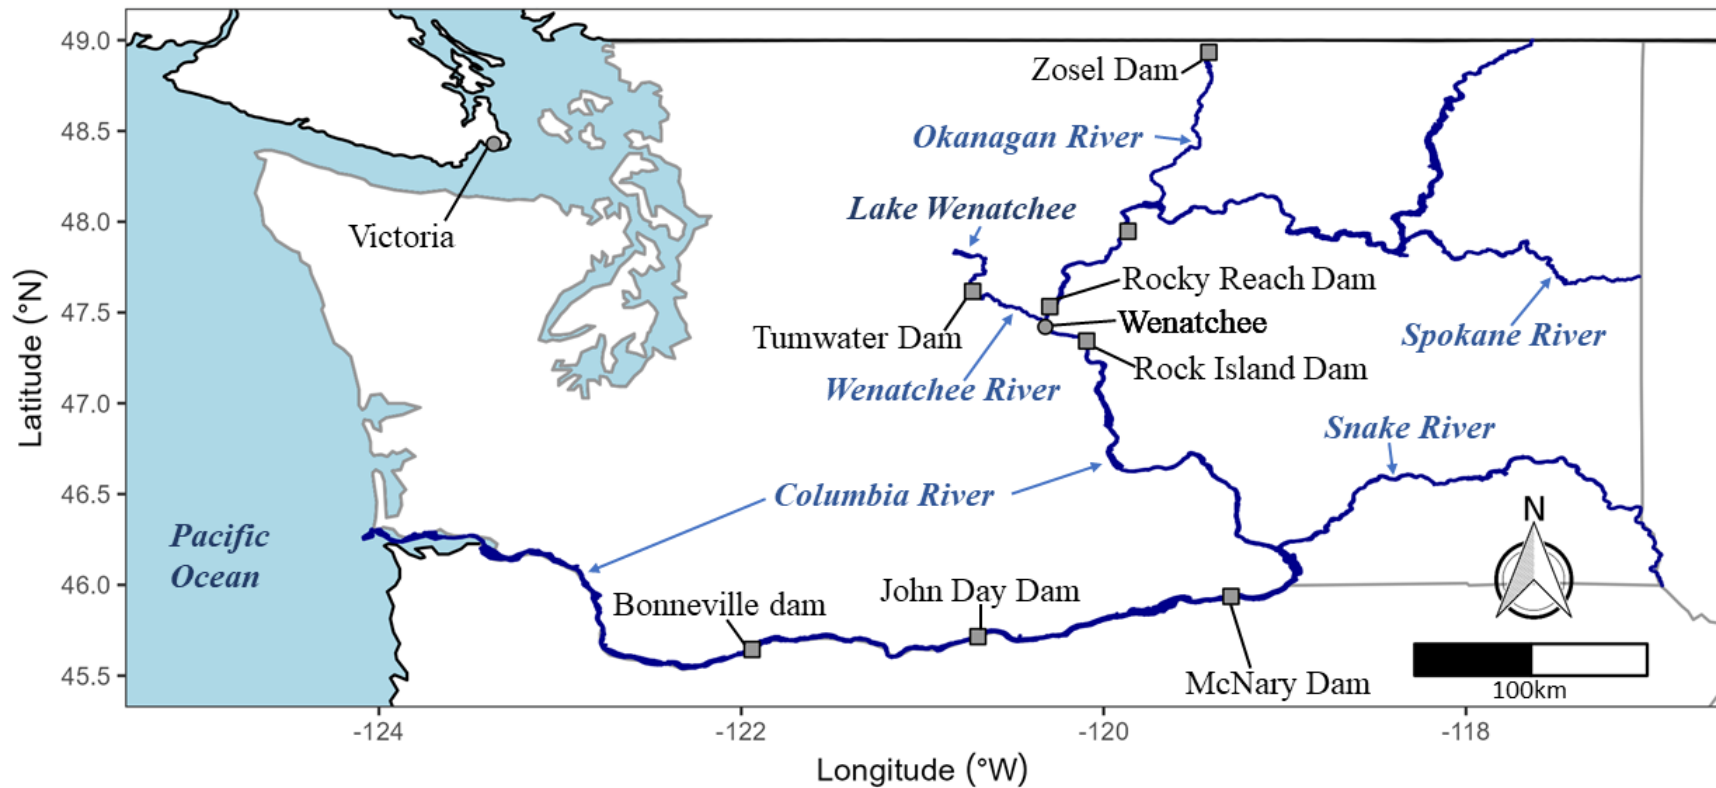 49.0
48.5
48.0
47.5
47.0
46.5
46.0
45.5
Latitude (°N)
Zosel Dam
Okanagan River
Lake Wenatchee
Victoria
Rocky Reach Dam
Wenatchee
Tumwater Dam
Spokane River
Rock Island Dam
Wenatchee River
Snake River
Columbia River
N
Pacific
Ocean
John Day Dam
Bonneville dam
McNary Dam
100km
-124
-122
-120
-118
Longitude (°W)